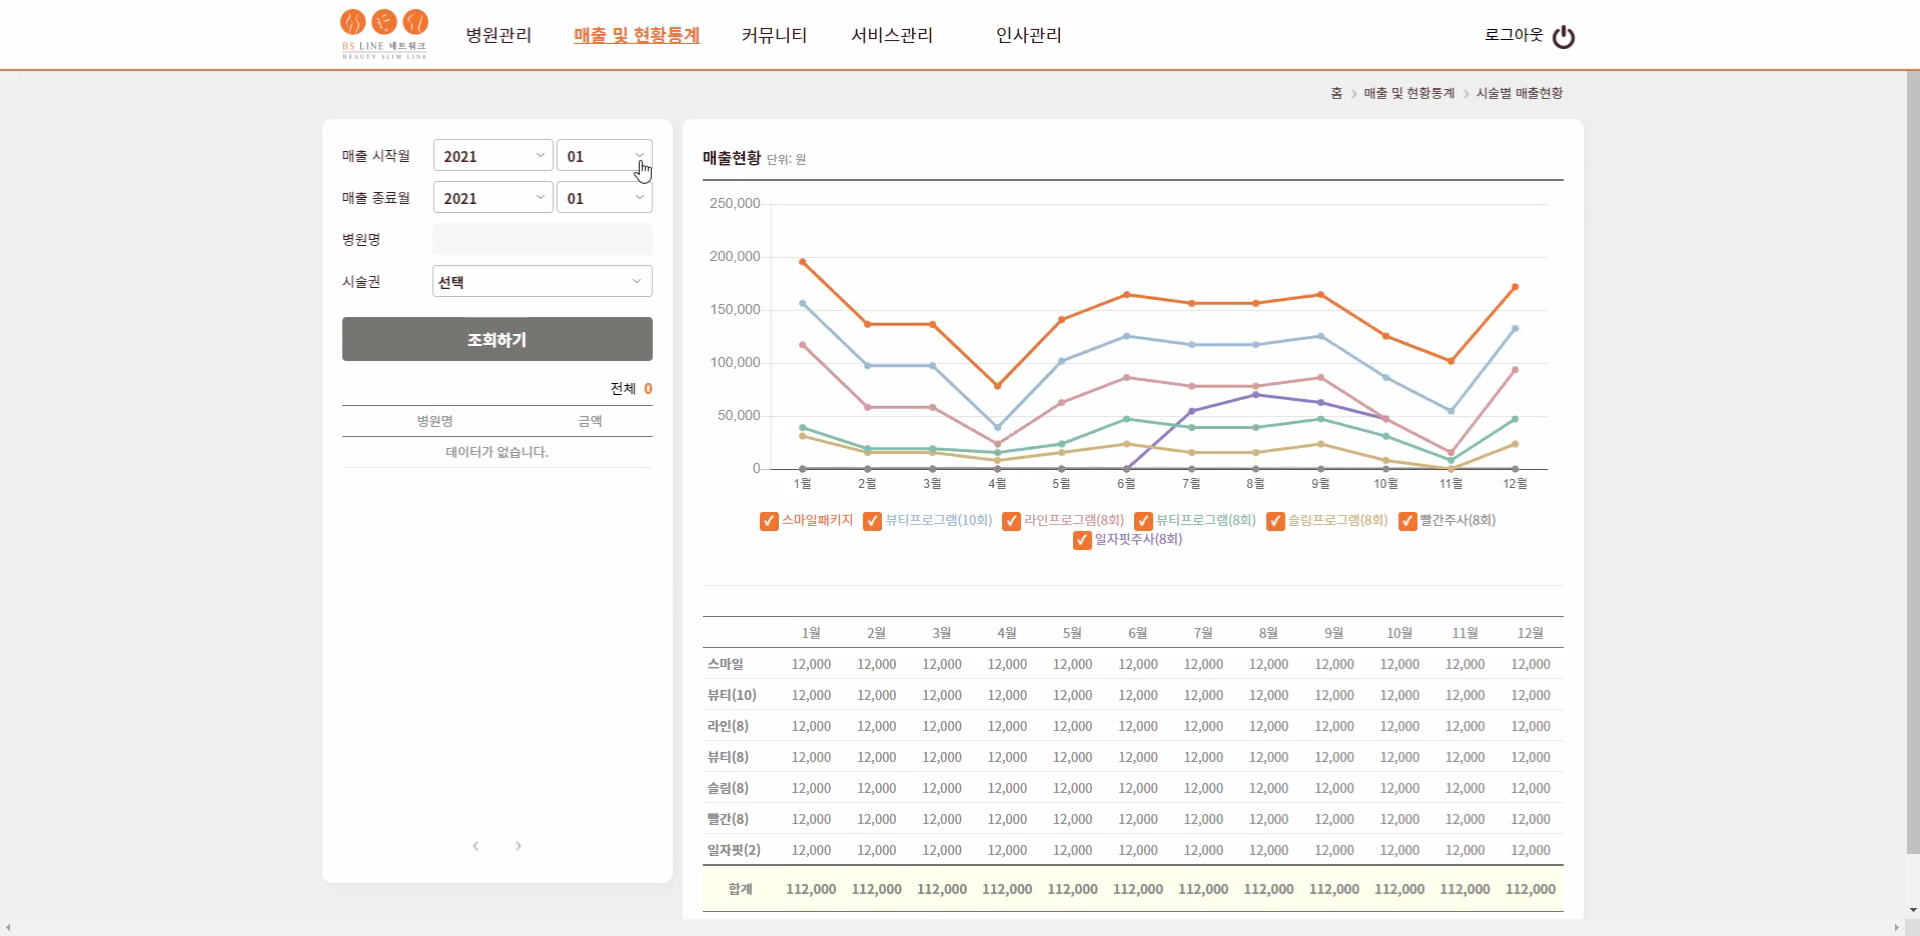 BS LINE 네트워크
BEAUTY SLIM LINE
병원관리 매출 및 현황통계 커뮤니티 서비스관리 인사관리
로그아웃
홈 > 매출 및 현황통계 > 시술별 매출현황
매출 시작월 2021 01
매출 종료월 2021 01
병원명
시술권 선택
조회하기
전체 0
병원명 금액
데이터가 없습니다.
매출현황 단위: 원
250,000
200,000
150,000
100,000
50,000
0
1월 2월 3월 4월 5월 6월 7월 8월 9월 10월 11월 12월
스마일패키지 뷰티프로그램(10회) 라인프로그램(8회) 뷰티프로그램(8회) 슬림프로그램(8회) 빨간주사(8회)
일자핏주사(8회)
1월 2월 3월 4월 5월 6월 7월 8월 9월 10월 11월 12월
스마일 12,000 12,000 12,000 12,000 12,000 12,000 12,000 12,000 12,000 12,000 12,000 12,000
뷰티(10) 12,000 12,000 12,000 12,000 12,000 12,000 12,000 12,000 12,000 12,000 12,000 12,000
라인(8) 12,000 12,000 12,000 12,000 12,000 12,000 12,000 12,000 12,000 12,000 12,000 12,000
뷰티(8) 12,000 12,000 12,000 12,000 12,000 12,000 12,000 12,000 12,000 12,000 12,000 12,000
슬림(8) 12,000 12,000 12,000 12,000 12,000 12,000 12,000 12,000 12,000 12,000 12,000 12,000
빨간(8) 12,000 12,000 12,000 12,000 12,000 12,000 12,000 12,000 12,000 12,000 12,000 12,000
일자핏(2) 12,000 12,000 12,000 12,000 12,000 12,000 12,000 12,000 12,000 12,000 12,000 12,000
합계 112,000 112,000 112,000 112,000 112,000 112,000 112,000 112,000 112,000 112,000 112,000 112,000